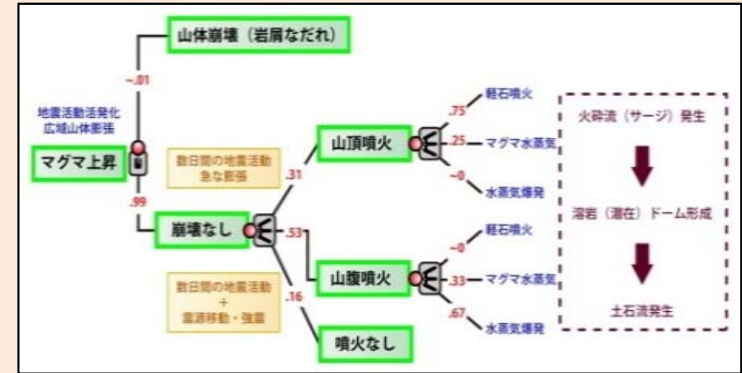 山体崩壊（岩屑なだれ）
~.01
地震活動活発化
広域山体膨張
マグマ上昇
.99
崩壊なし
数日間の地震活動
急な膨張
数日間の地震活動
＋
震源移動・強震
.31
.53
.16
山頂噴火
.75
軽石噴火
.25
マグマ水蒸気
~0
水蒸気爆発
山腹噴火
~0
軽石噴火
.33
マグマ水蒸気
.67
水蒸気爆発
噴火なし
火砕流（サージ）発生
溶岩（潜在）ドーム形成
土石流発生